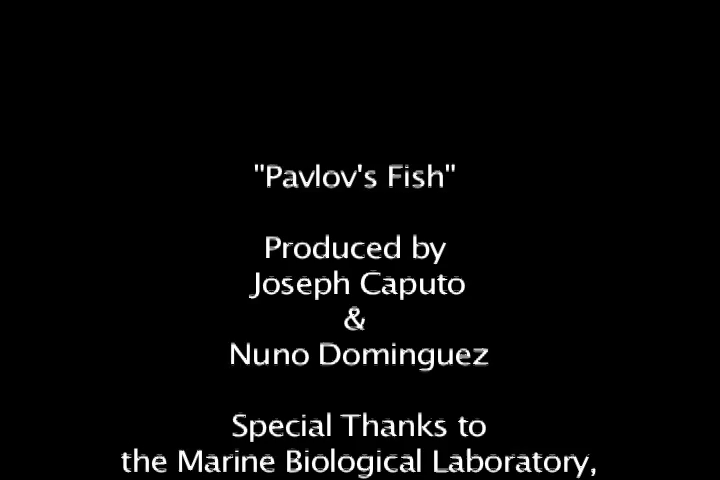 "Pavlov's Fish"
Produced by
Joseph Caputo
&
Nuno Dominguez
Special Thanks to
the Marine Biological Laboratory,